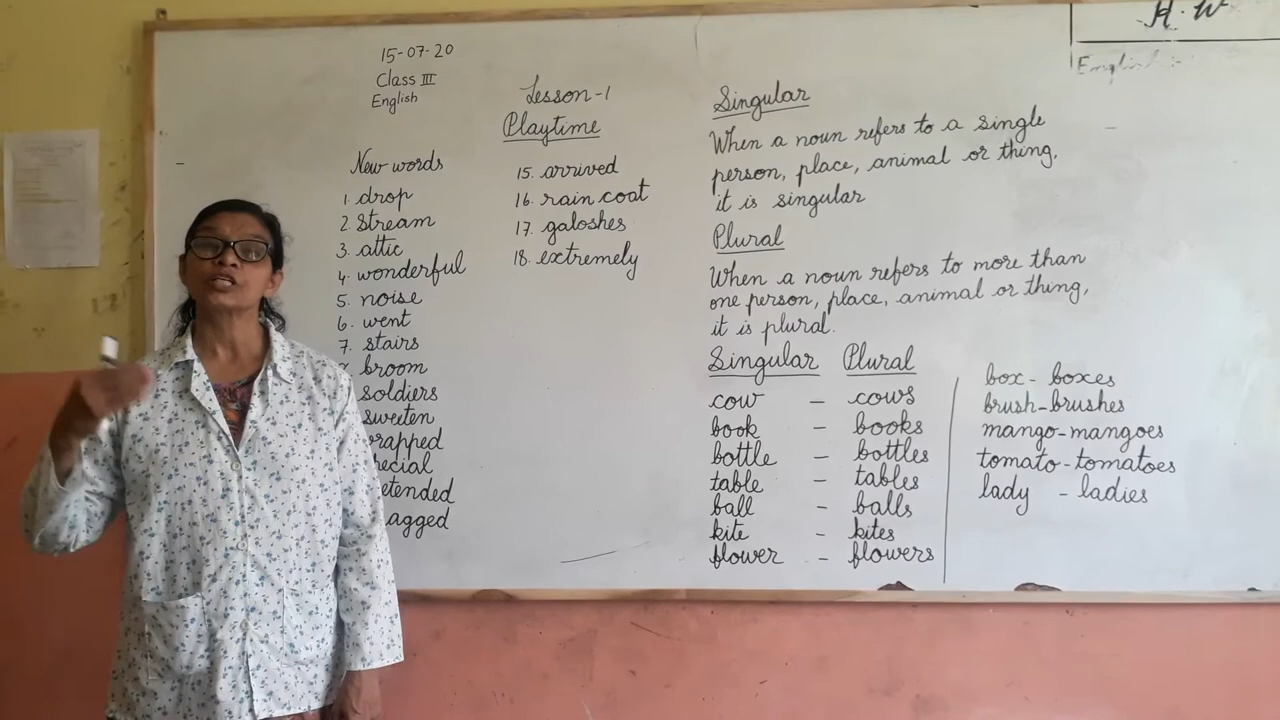 H.W
English
15-07-20
Class III
English
Lesson-1
Playtime
New words
1. drop
2. stream
3. attic
4. wonderful
5. noise
6. went
7. stairs
broom
soldiers
sweeten
15. arrived
16. rain coat
17. galoshes
18. extremely
Singular
When a noun refers to a single
person, place, animal or thing,
it is singular
Plural
When a noun refers to more than
one person, place, animal or thing,
it is plural.
Singular Plural
cow - cows
book - books
bottle - bottles
table - tables
ball - balls
kite - kites
flower - flowers
box - boxes
brush-brushes
mango-mangoes
tomato-tomatoes
lady - ladies